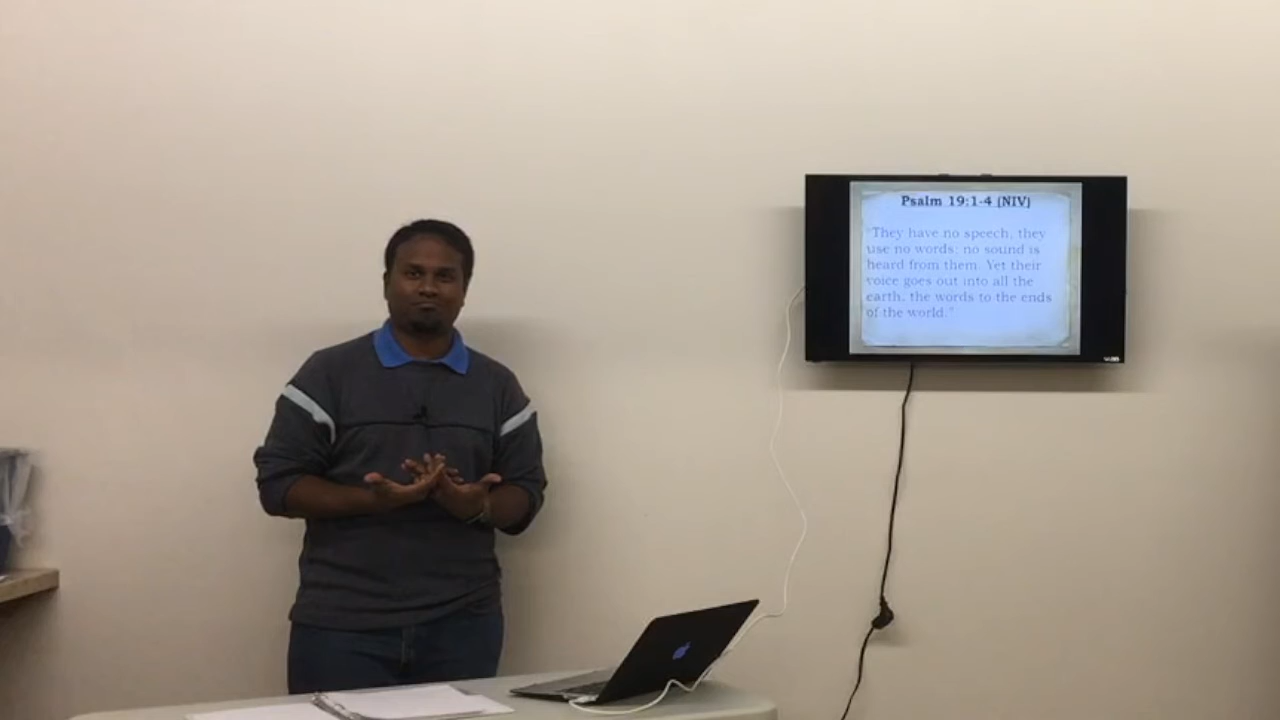 Psalm 19:1-4 (NIV)
"They have no speech, they
use no words; no sound is
heard from them. Yet their
voice goes out into all the
earth, the words to the ends
of the world."